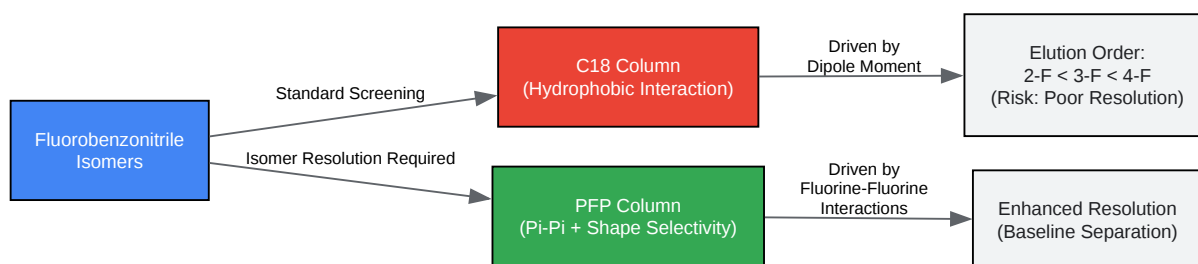 Fluorobenzonitrile
Isomers
Standard Screening
Isomer Resolution Required
C18 Column
(Hydrophobic Interaction)
Driven by
Dipole Moment
Elution Order:
2-F < 3-F < 4-F
(Risk: Poor Resolution)
PFP Column
(Pi-Pi + Shape Selectivity)
Driven by
Fluorine-Fluorine
Interactions
Enhanced Resolution
(Baseline Separation)